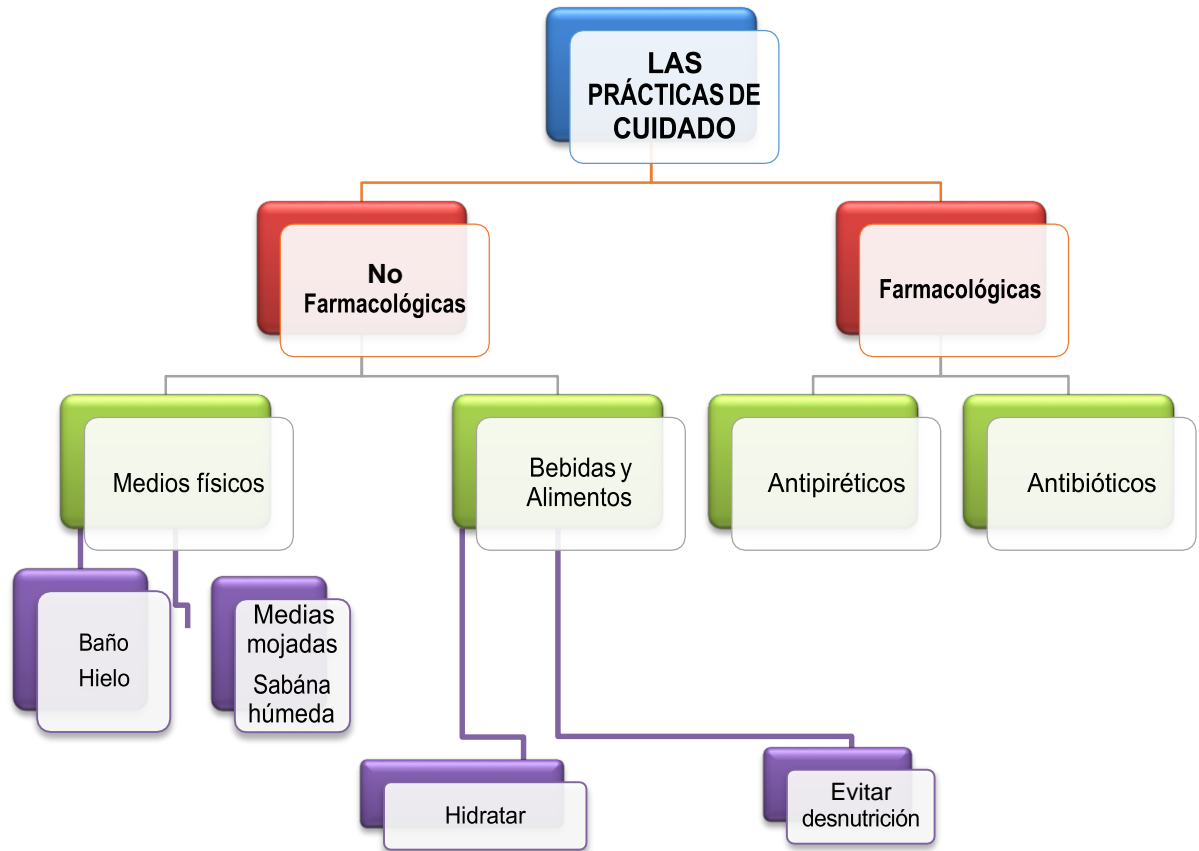 LAS
PRÁCTICAS DE
CUIDADO
No
Farmacológicas
Farmacológicas
Medios físicos
Bebidas y
Alimentos
Antipiréticos
Antibióticos
Baño
Hielo
Medias
mojadas
Sabána
húmeda
Hidratar
Evitar
desnutrición